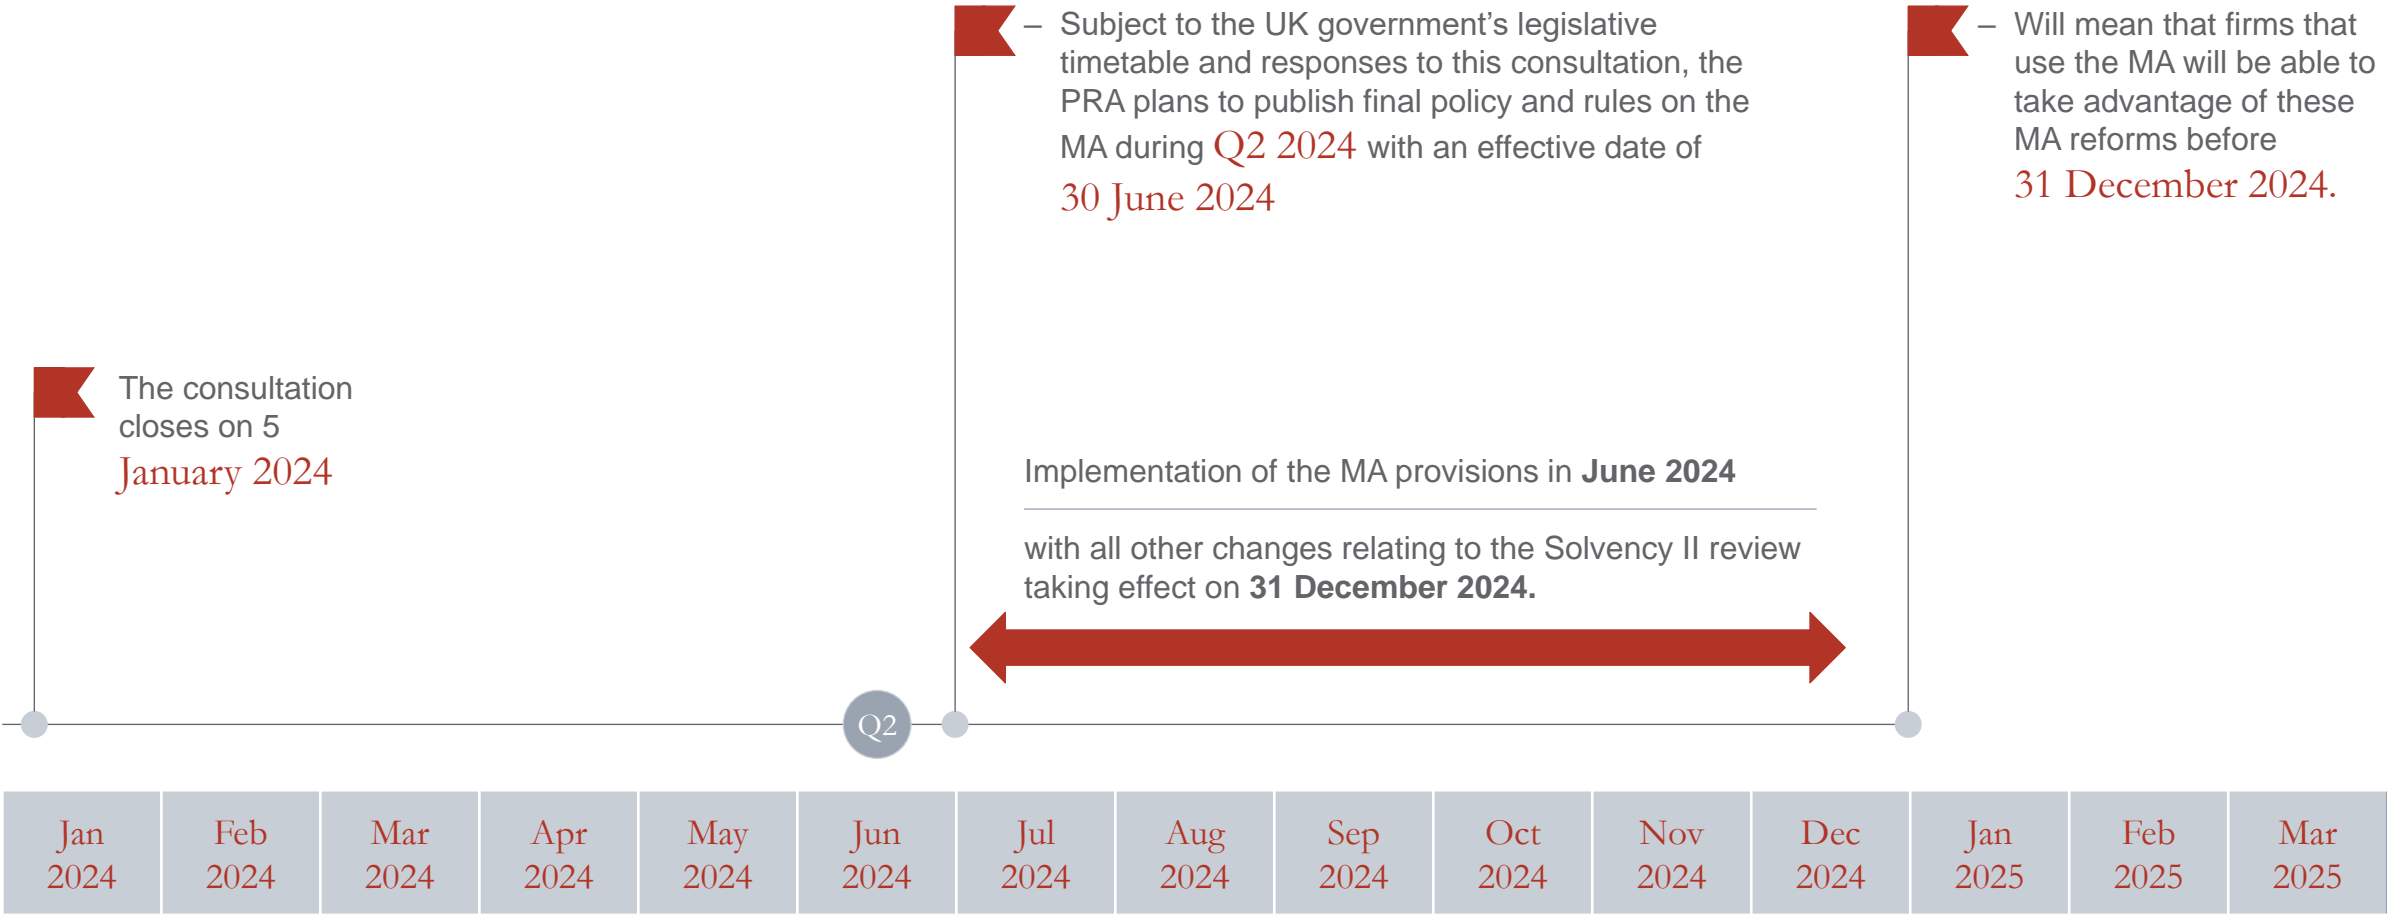 The consultation
closes on 5
January 2024
– Subject to the UK government’s legislative
timetable and responses to this consultation, the
PRA plans to publish final policy and rules on the
MA during Q2 2024 with an effective date of
30 June 2024
Implementation of the MA provisions in June 2024
with all other changes relating to the Solvency II review
taking effect on 31 December 2024.
– Will mean that firms that
use the MA will be able to
take advantage of these
MA reforms before
31 December 2024.
Q2
Jan
2024
Feb
2024
Mar
2024
Apr
2024
May
2024
Jun
2024
Jul
2024
Aug
2024
Sep
2024
Oct
2024
Nov
2024
Dec
2024
Jan
2025
Feb
2025
Mar
2025